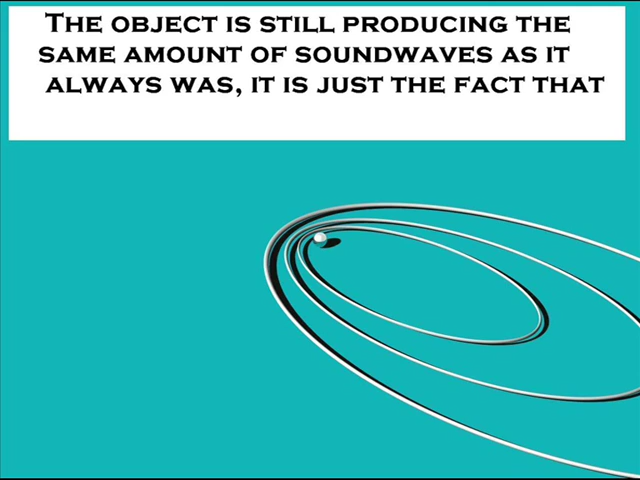 The object is still producing the
same amount of soundwaves as it
always was, it is just the fact that